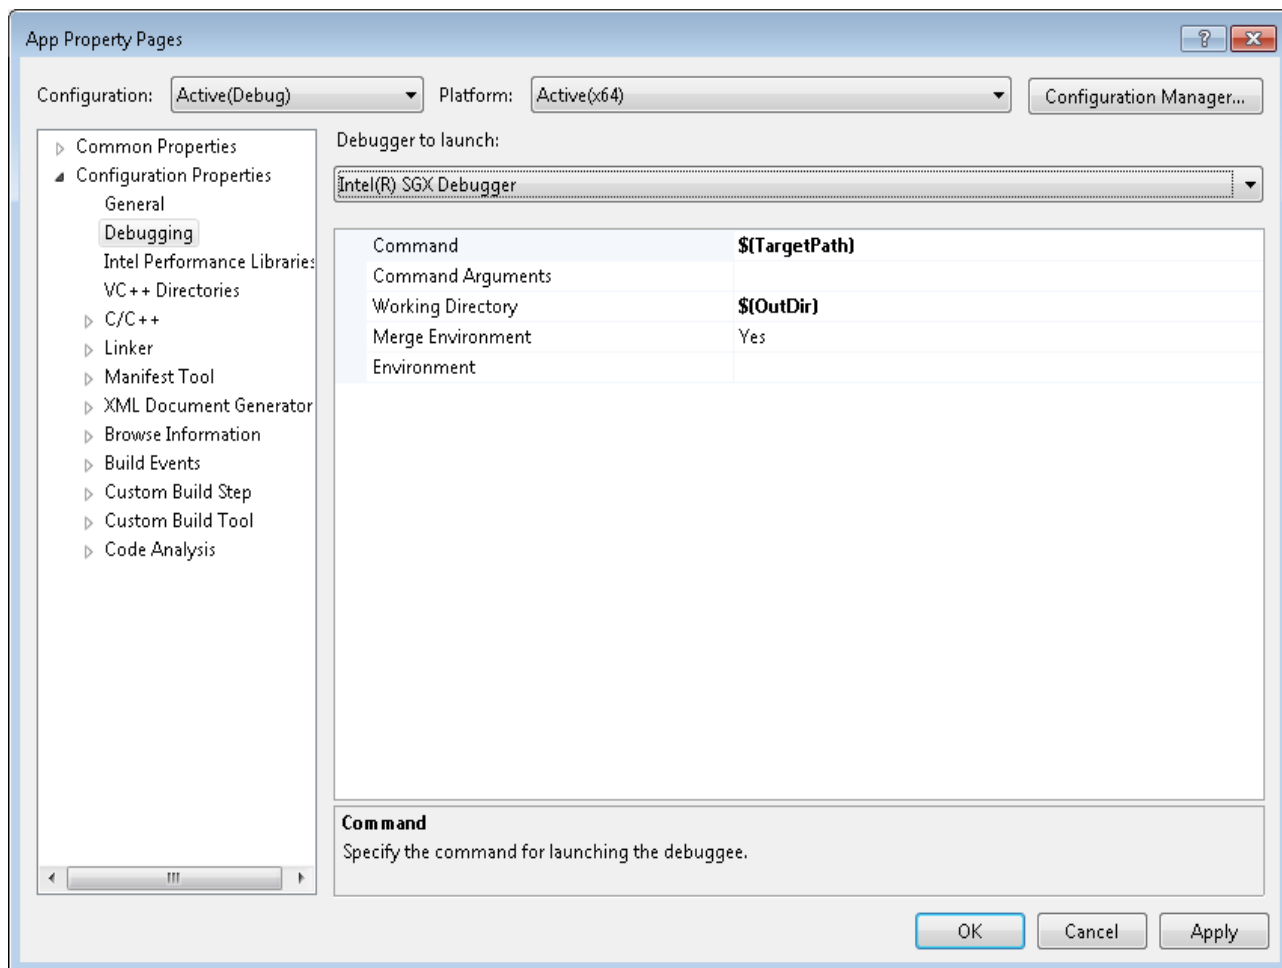 App Property Pages
Configuration: Active(Debug) Platform: Active(x64) Configuration Manager...
Common Properties
Configuration Properties
General
Debugging
Intel Performance Libraries
VC++ Directories
C/C++
Linker
Manifest Tool
XML Document Generator
Browse Information
Build Events
Custom Build Step
Custom Build Tool
Code Analysis
Debugger to launch:
Intel(R) SGX Debugger
Command $(TargetPath)
Command Arguments
Working Directory $(OutDir)
Merge Environment Yes
Environment
Command
Specify the command for launching the debuggee.
OK Cancel Apply